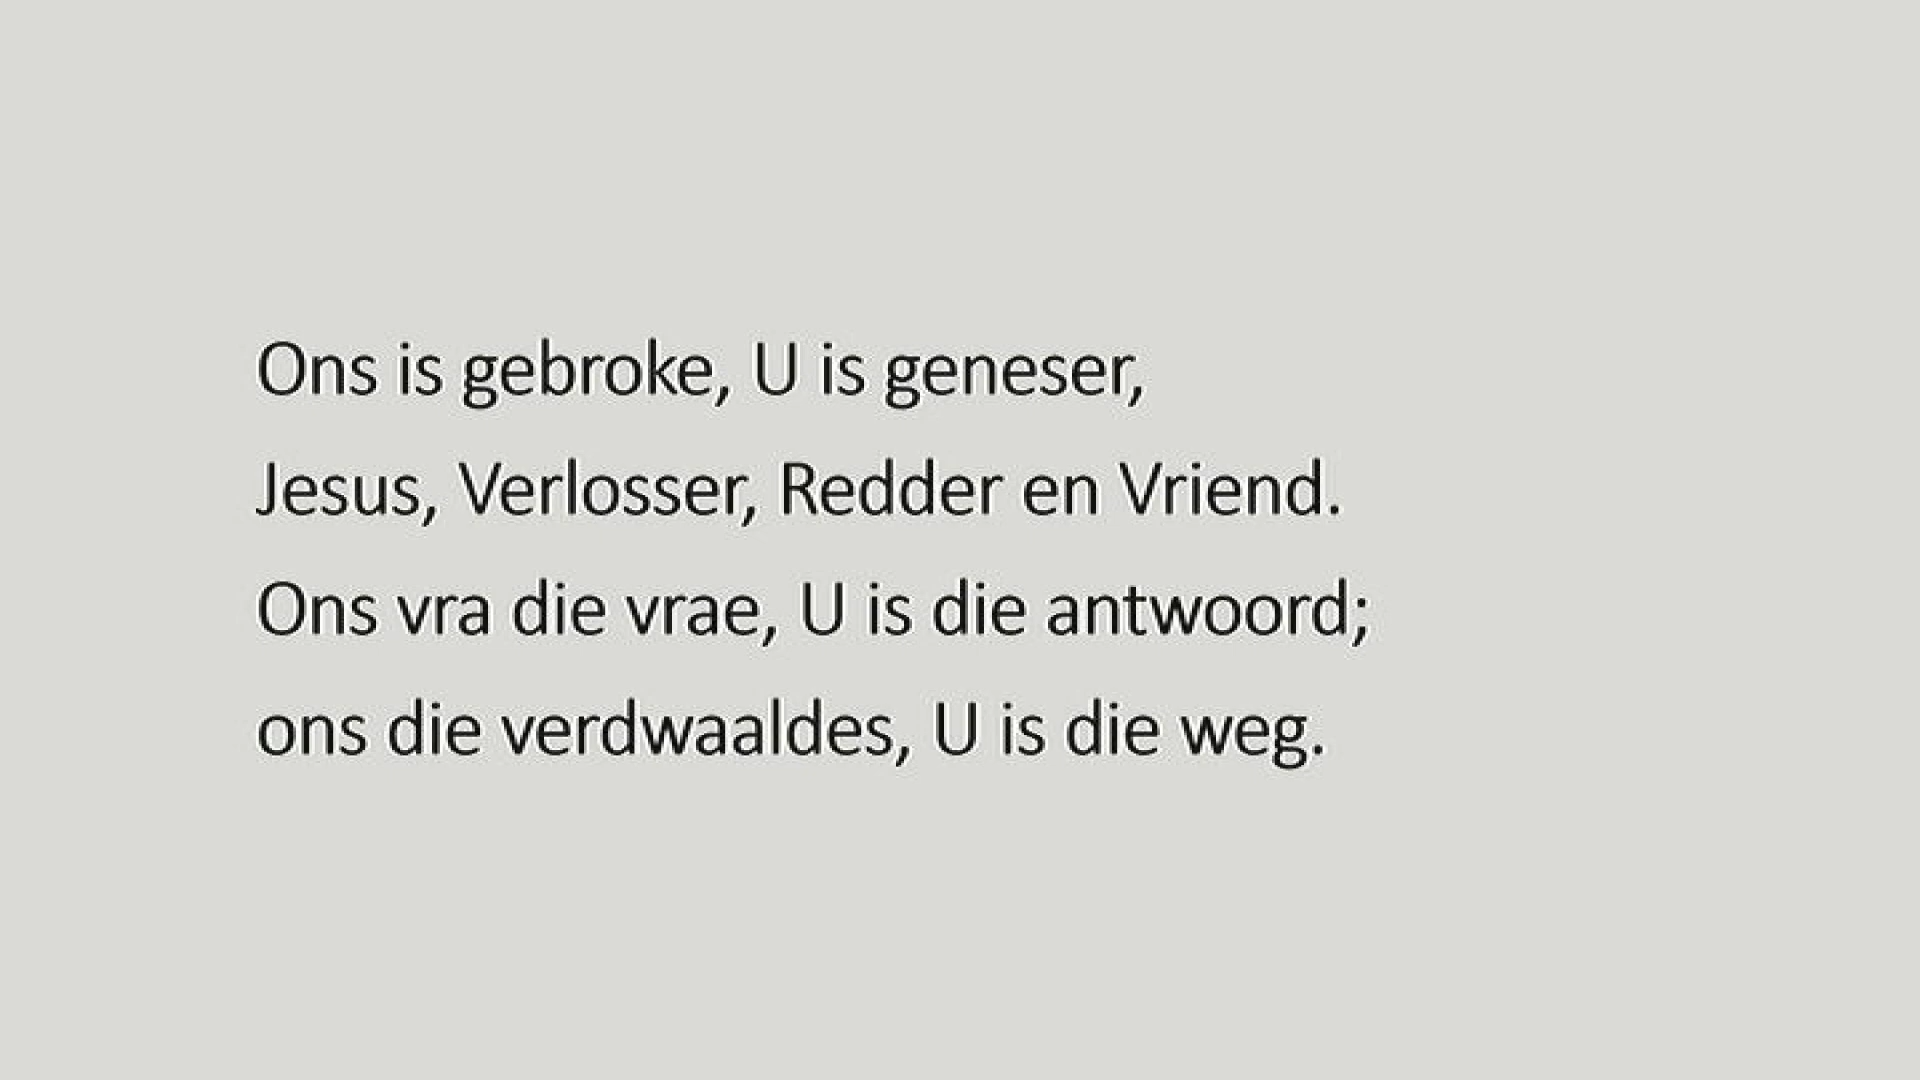 Ons is gebroke, U is geneser,
Jesus, Verlosser, Redder en Vriend.
Ons vra die vrae, U is die antwoord;
ons die verdwaaldes, U is die weg.